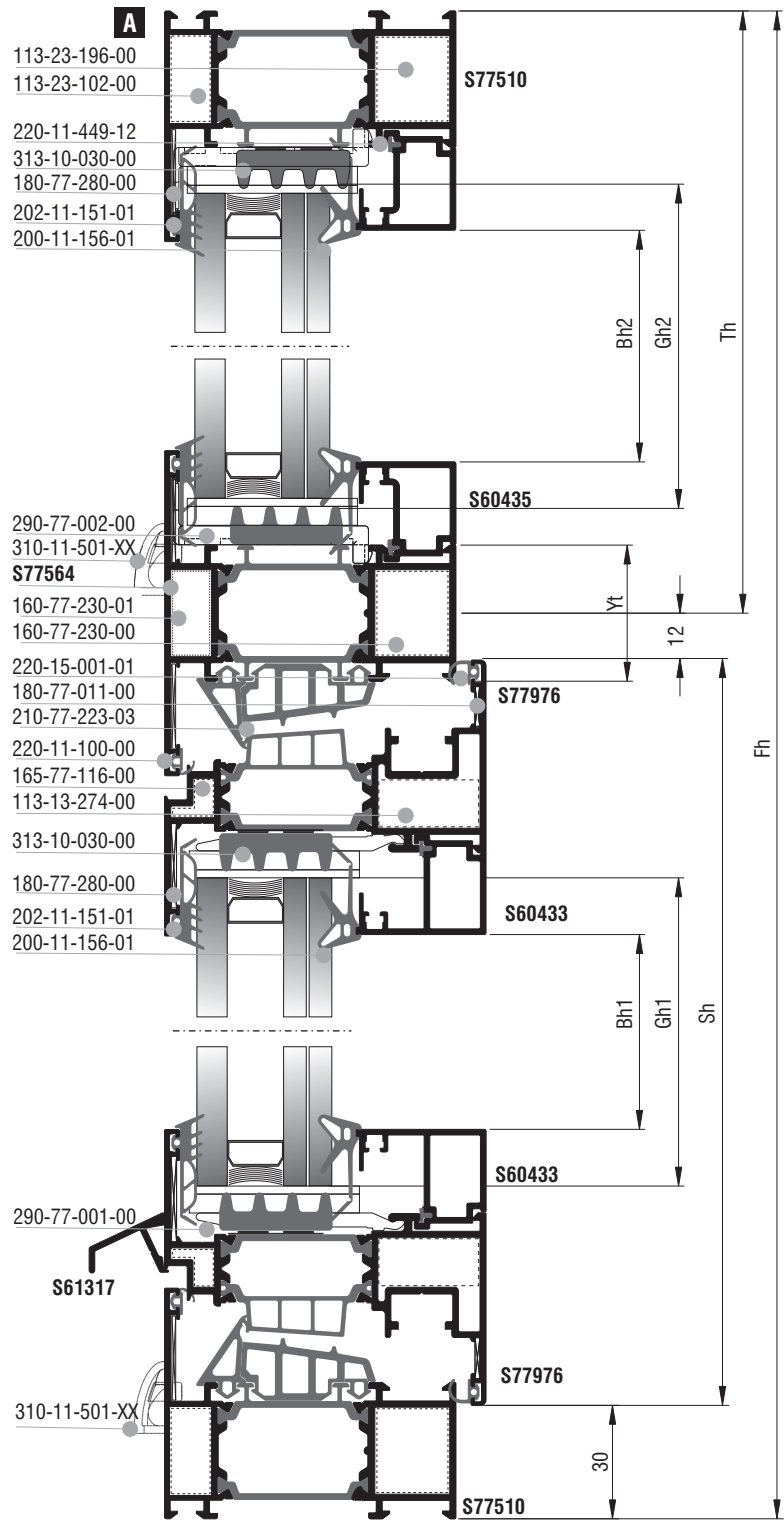 A
113-23-196-00
113-23-102-00
S77510
220-11-449-12
313-10-030-00
180-77-280-00
202-11-151-01
200-11-156-01
Bh2
Gh2
Th
S60435
290-77-002-00
310-11-501-XX
S77564
160-77-230-01
160-77-230-00
Yt
12
220-15-001-01
180-77-011-00
S77976
210-77-223-03
Fh
220-11-100-00
165-77-116-00
113-13-274-00
313-10-030-00
180-77-280-00
202-11-151-01
S60433
200-11-156-01
Bh1
Gh1
Sh
S60433
290-77-001-00
S61317
S77976
310-11-501-XX
30
S77510